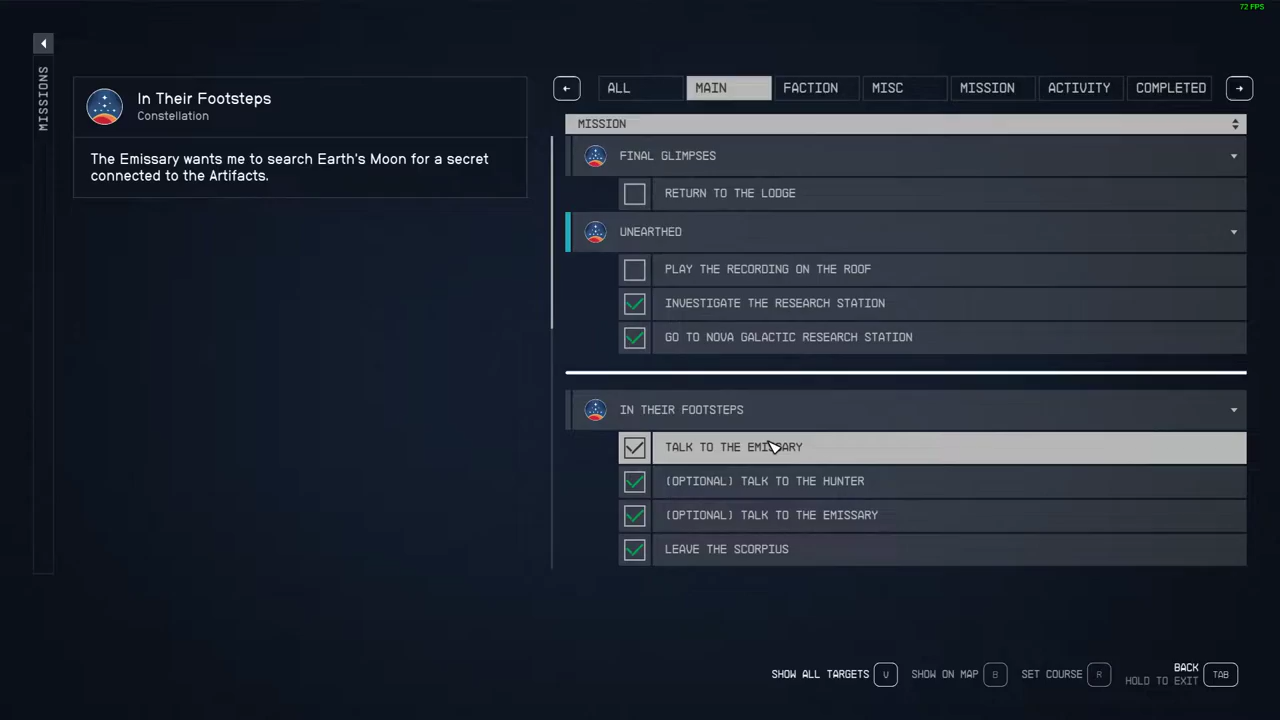 72 FPS
MISSIONS
In Their Footsteps
Constellation
The Emissary wants me to search Earth's Moon for a secret
connected to the Artifacts.
ALL MAIN FACTION MISC MISSION ACTIVITY COMPLETED
MISSION
FINAL GLIMPSES
RETURN TO THE LODGE
UNEARTHED
PLAY THE RECORDING ON THE ROOF
INVESTIGATE THE RESEARCH STATION
GO TO NOVA GALACTIC RESEARCH STATION
IN THEIR FOOTSTEPS
TALK TO THE EMISSARY
(OPTIONAL) TALK TO THE HUNTER
(OPTIONAL) TALK TO THE EMISSARY
LEAVE THE SCORPIUS
SHOW ALL TARGETS V SHOW ON MAP B SET COURSE R BACK TAB
HOLD TO EXIT